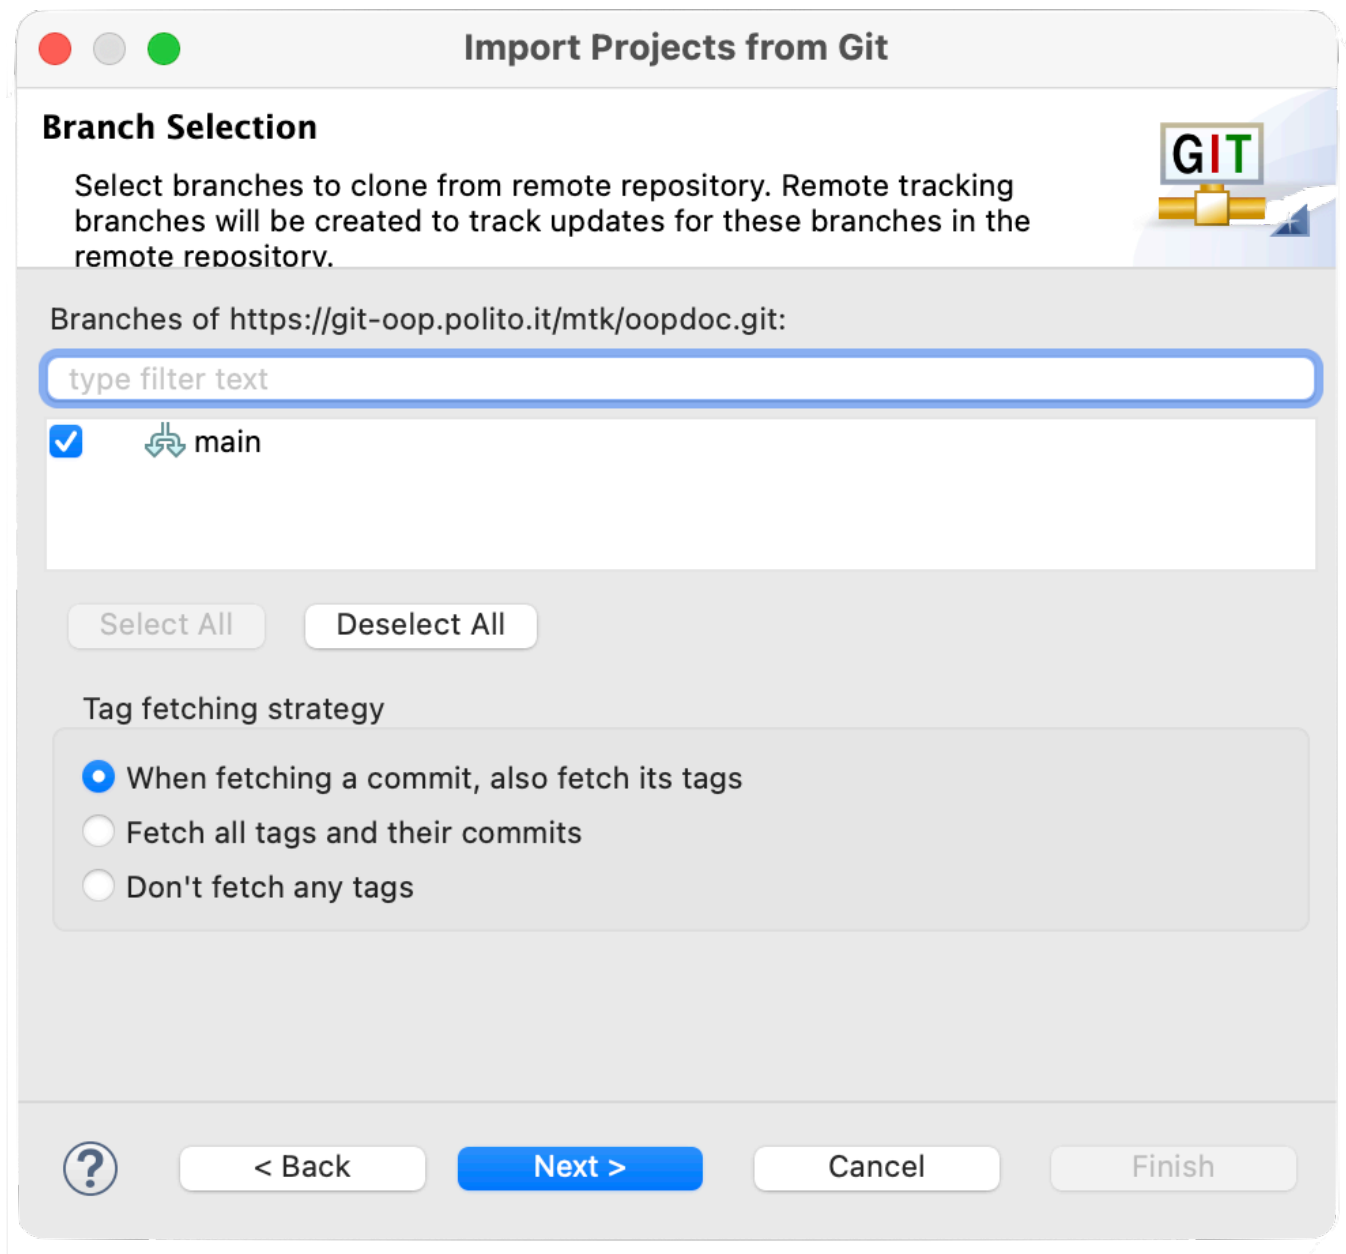 Import Projects from Git
Branch Selection
GIT
Select branches to clone from remote repository. Remote tracking
branches will be created to track updates for these branches in the
remote repository.
Branches of https://git-oop.polito.it/mtk/oopdoc.git:
type filter text
main
Select All
Deselect All
Tag fetching strategy
When fetching a commit, also fetch its tags
Fetch all tags and their commits
Don't fetch any tags
?
< Back
Next >
Cancel
Finish